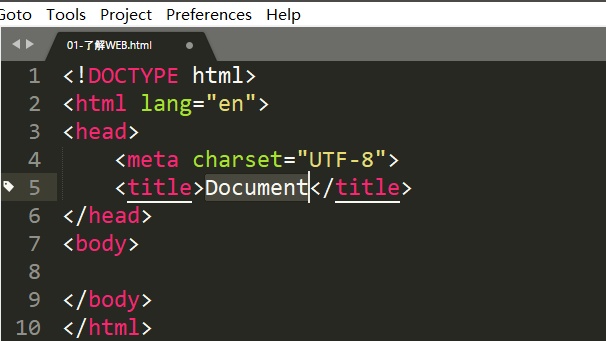 Goto Tools Project Preferences Help
01-了解WEB.html
1 <!DOCTYPE html>
2 <html lang="en">
3 <head>
4     <meta charset="UTF-8">
5     <title>Document</title>
6 </head>
7 <body>
8
9 </body>
10 </html>